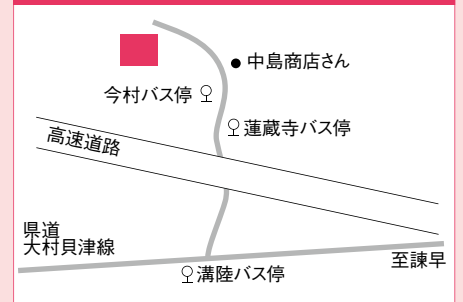 中島商店さん
今村バス停
蓮蔵寺バス停
高速道路
県道
大村貝津線
至諫早
溝陸バス停